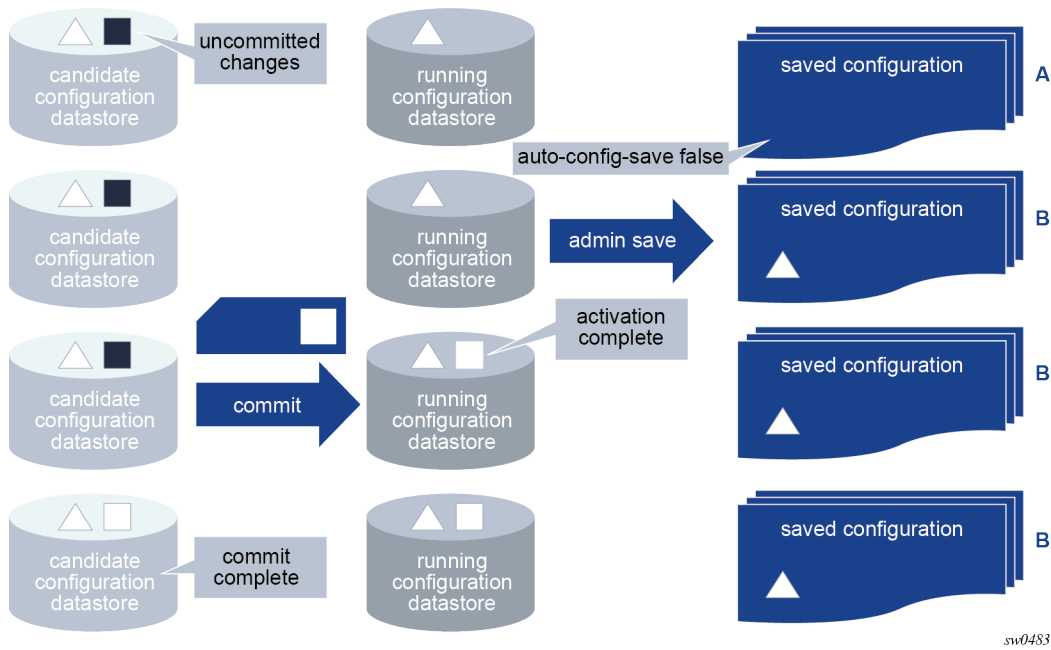 uncommitted
changes
candidate
configuration
datastore
running
configuration
datastore
saved configuration
A
auto-config-save false
candidate
configuration
datastore
running
configuration
datastore
admin save
saved configuration
B
commit
candidate
configuration
datastore
activation
complete
running
configuration
datastore
saved configuration
B
candidate
configuration
datastore
commit
complete
running
configuration
datastore
saved configuration
B
sw0483